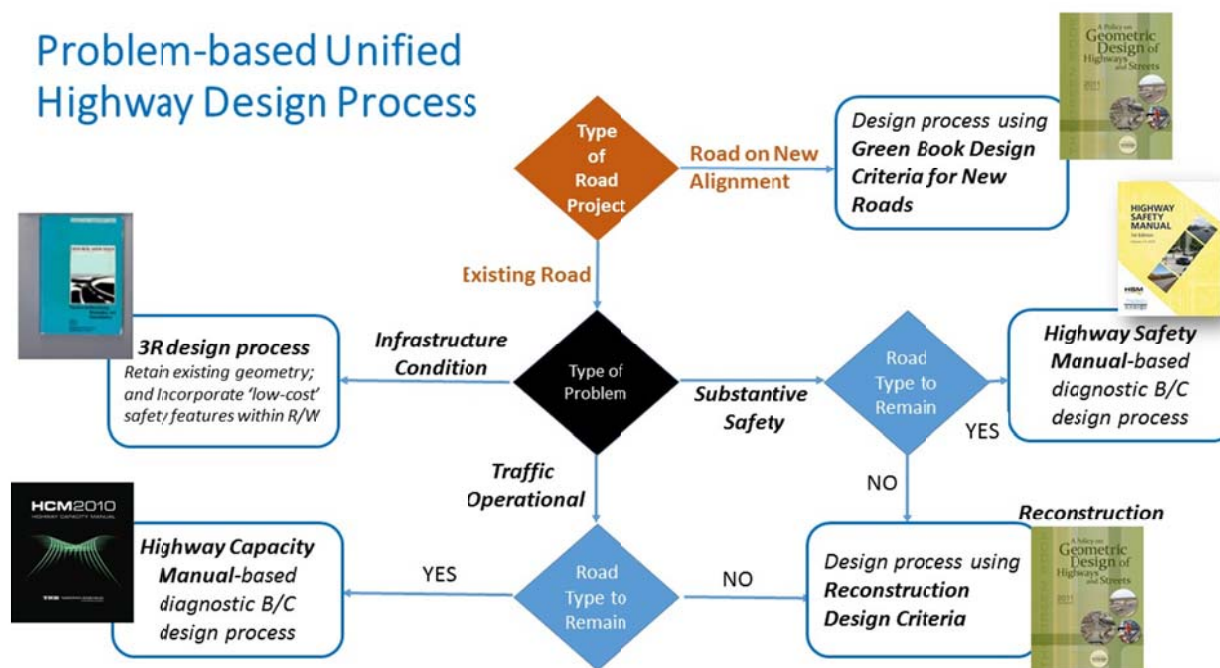 Problem-based Unified
Highway Design Process
Type
of
Road
Project
Road on New
Alignment
Design process using
Green Book Design
Criteria for New
Roads
A Policy on
Geometric
Design of
Highways
and Streets
2011
HIGHWAY
SAFETY
MANUAL
1st Edition
HSM
Existing Road
3R design process
Retain existing geometry;
and Incorporate ‘low-cost’
safety features within R/W
Infrastructure
Condition
Type of
Problem
Substantive
Safety
Road
Type to
Remain
YES
Highway Safety
Manual-based
diagnostic B/C
design process
NO
Traffic
Operational
HCM2010
HIGHWAY CAPACITY MANUAL
Highway Capacity
Manual-based
diagnostic B/C
design process
YES
Road
Type to
Remain
NO
Design process using
Reconstruction
Design Criteria
Reconstruction
A Policy on
Geometric
Design of
Highways
and Streets
2011